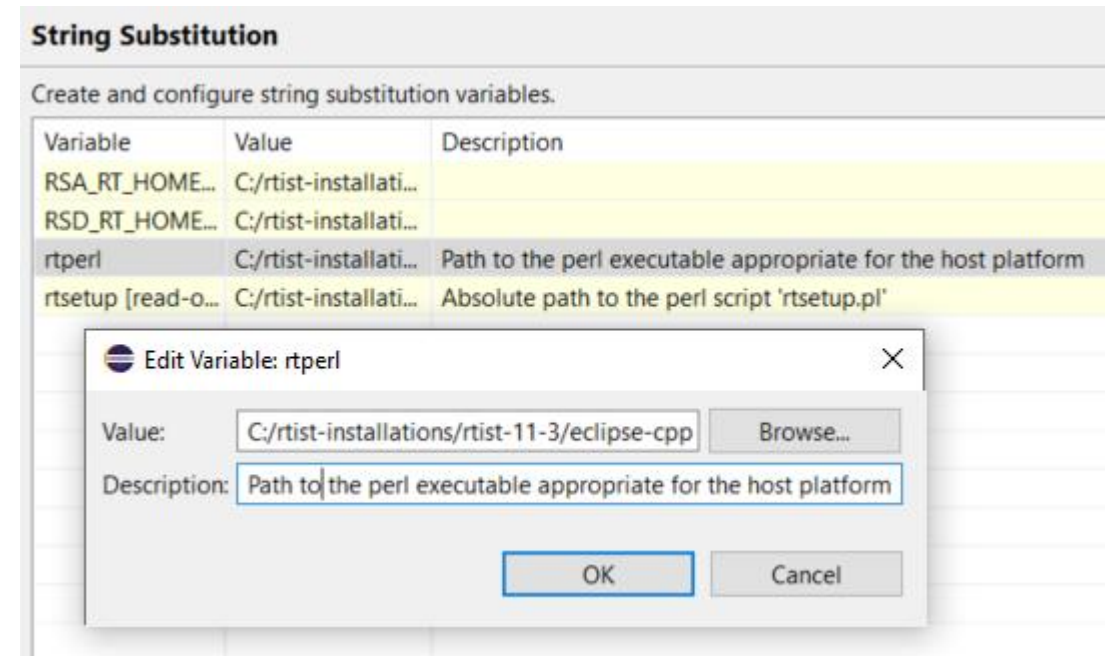 String Substitution
Create and configure string substitution variables.
Variable Value Description
RSA_RT_HOME... C:/rtist-installati...
RSD_RT_HOME... C:/rtist-installati...
rtperl C:/rtist-installati... Path to the perl executable appropriate for the host platform
rtsetup [read-o... C:/rtist-installati... Absolute path to the perl script 'rtsetup.pl'
Edit Variable: rtperl
Value: C:/rtist-installations/rtist-11-3/eclipse-cpp Browse...
Description: Path to the perl executable appropriate for the host platform
OK Cancel